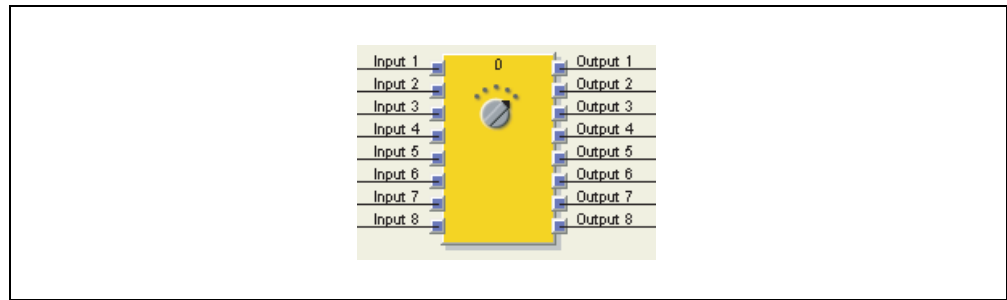 0
Input 1 Output 1
Input 2 Output 2
Input 3 Output 3
Input 4 Output 4
Input 5 Output 5
Input 6 Output 6
Input 7 Output 7
Input 8 Output 8